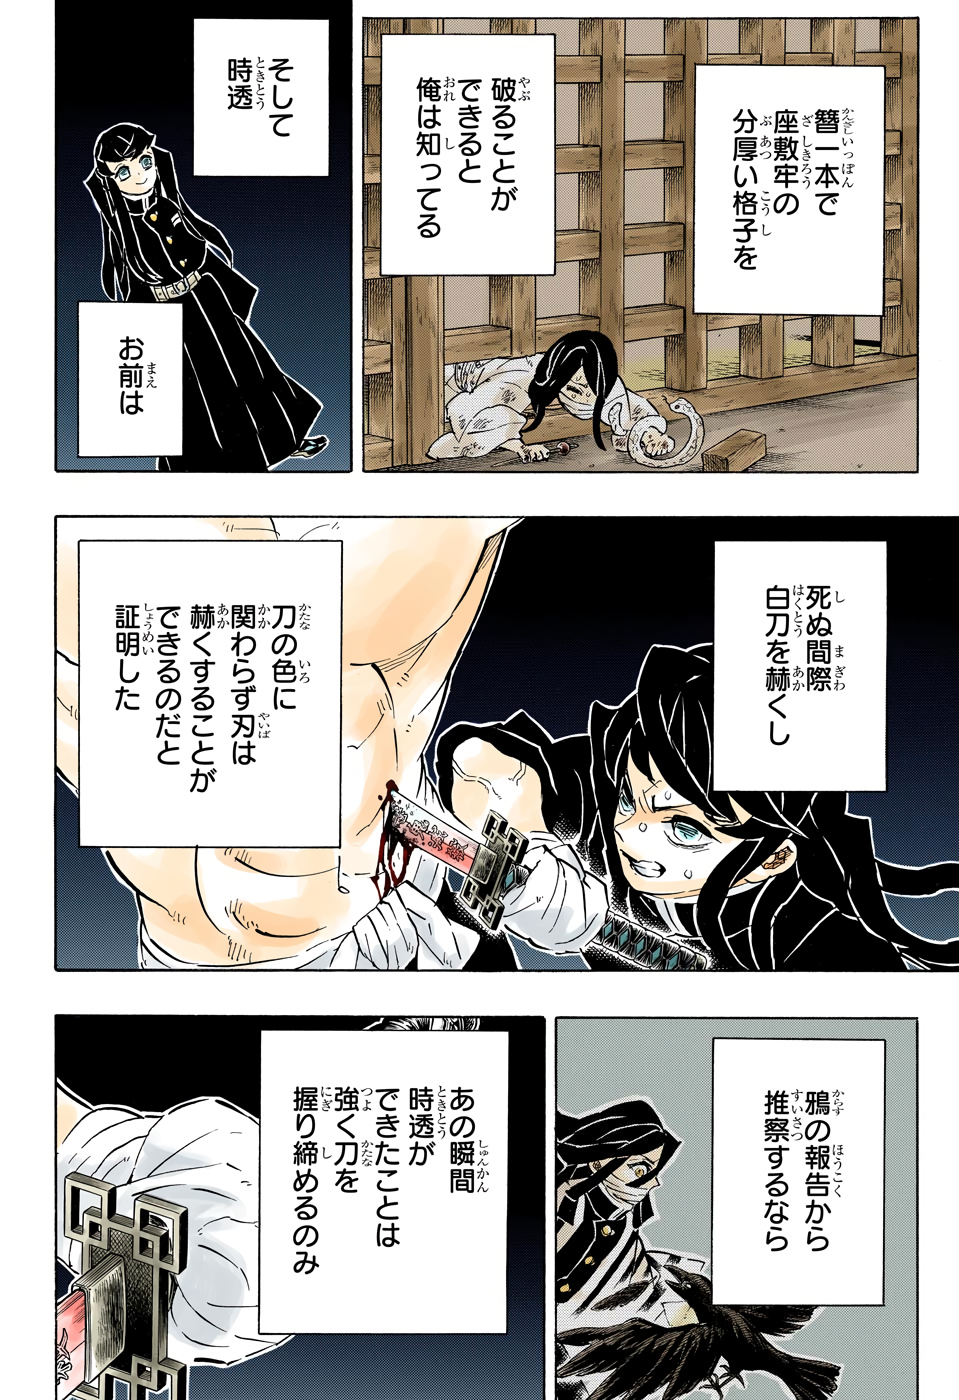 簪一本で
座敷牢の
分厚い格子を
破ることが
できると
俺は知ってる
そして
時透
お前は
死ぬ間際
白刀を赫くし
刀の色に
関わらず刃は
赫くすることが
できるのだと
証明した
鴉の報告から
推察するなら
あの瞬間
時透が
できたことは
強く刀を
握り締めるのみ